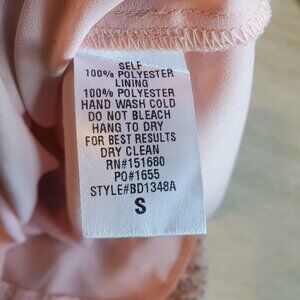 SELF
100% POLYESTER
LINING
100% POLYESTER
HAND WASH COLD
DO NOT BLEACH
HANG TO DRY
FOR BEST RESULTS
DRY CLEAN
RN#151680
PO#1655
STYLE#BD1348A
S